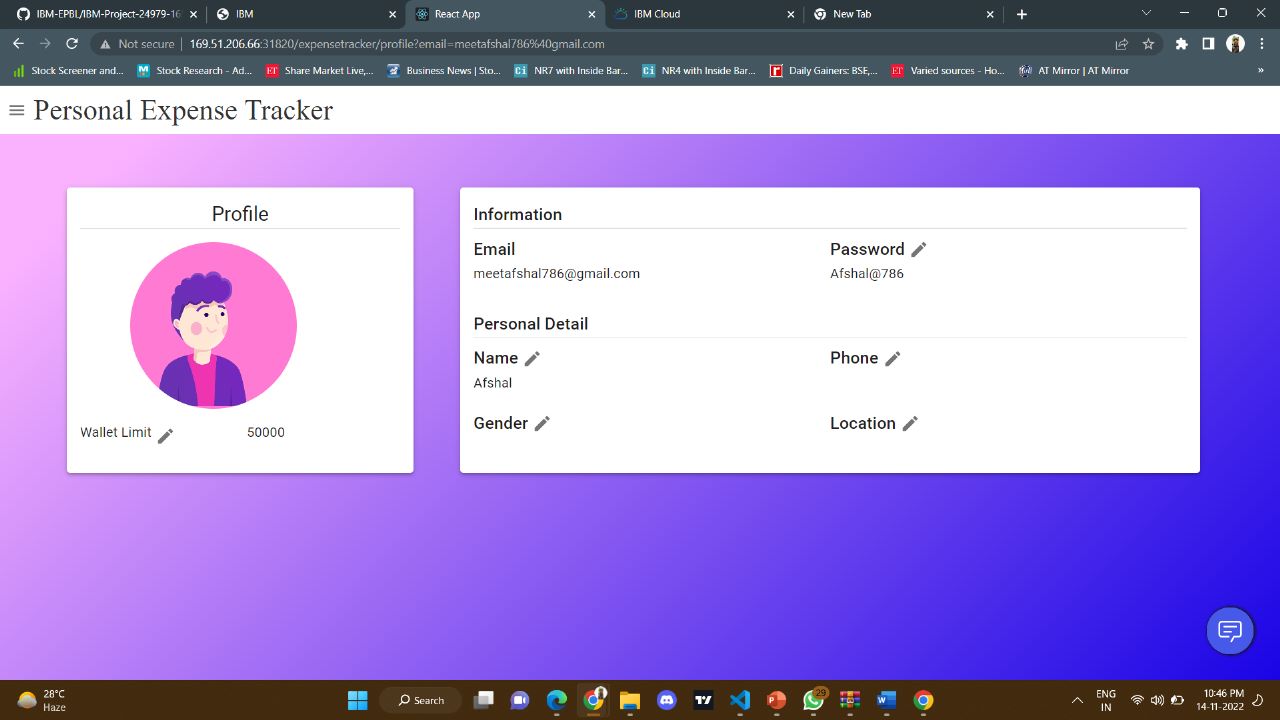 IBM-EPBL/IBM-Project-24979-16
IBM
React App
IBM Cloud
New Tab
Not secure
169.51.206.66:31820/expensetracker/profile?email=meetafshal786%40gmail.com
Stock Screener and...
Stock Research - Ad...
ET
Share Market Live,...
Business News | Sto...
Ci
NR7 with Inside Bar...
Ci
NR4 with Inside Bar...
Daily Gainers: BSE,...
ET
Varied sources - Ho...
AT Mirror | AT Mirror
»
Personal Expense Tracker
Profile
Wallet Limit
50000
Information
Email
Password
meetafshal786@gmail.com
Afshal@786
Personal Detail
Name
Phone
Afshal
Gender
Location
28°C
Haze
Search
29
ENG
IN
10:46 PM
14-11-2022